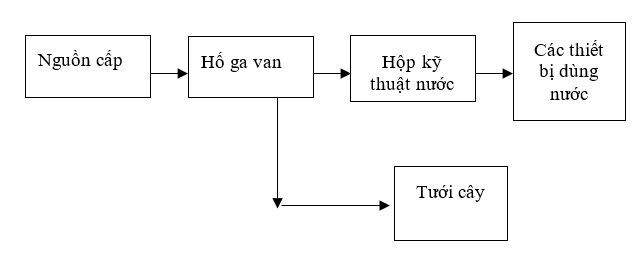 Nguồn cấp
Hố ga van
Hộp kỹ
thuật nước
Các thiết
bị dùng
nước
Tưới cây